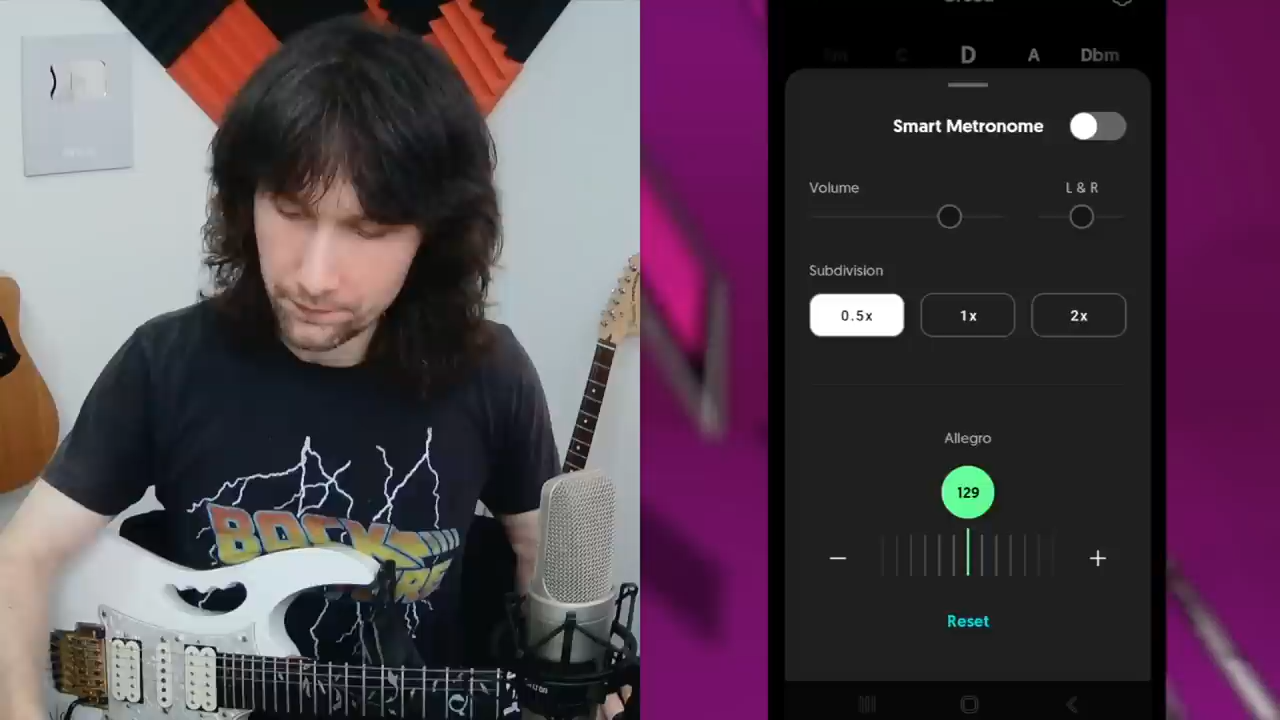 D A Dbm
Smart Metronome
Volume L & R
Subdivision
0.5x 1x 2x
Allegro
129
− +
Reset